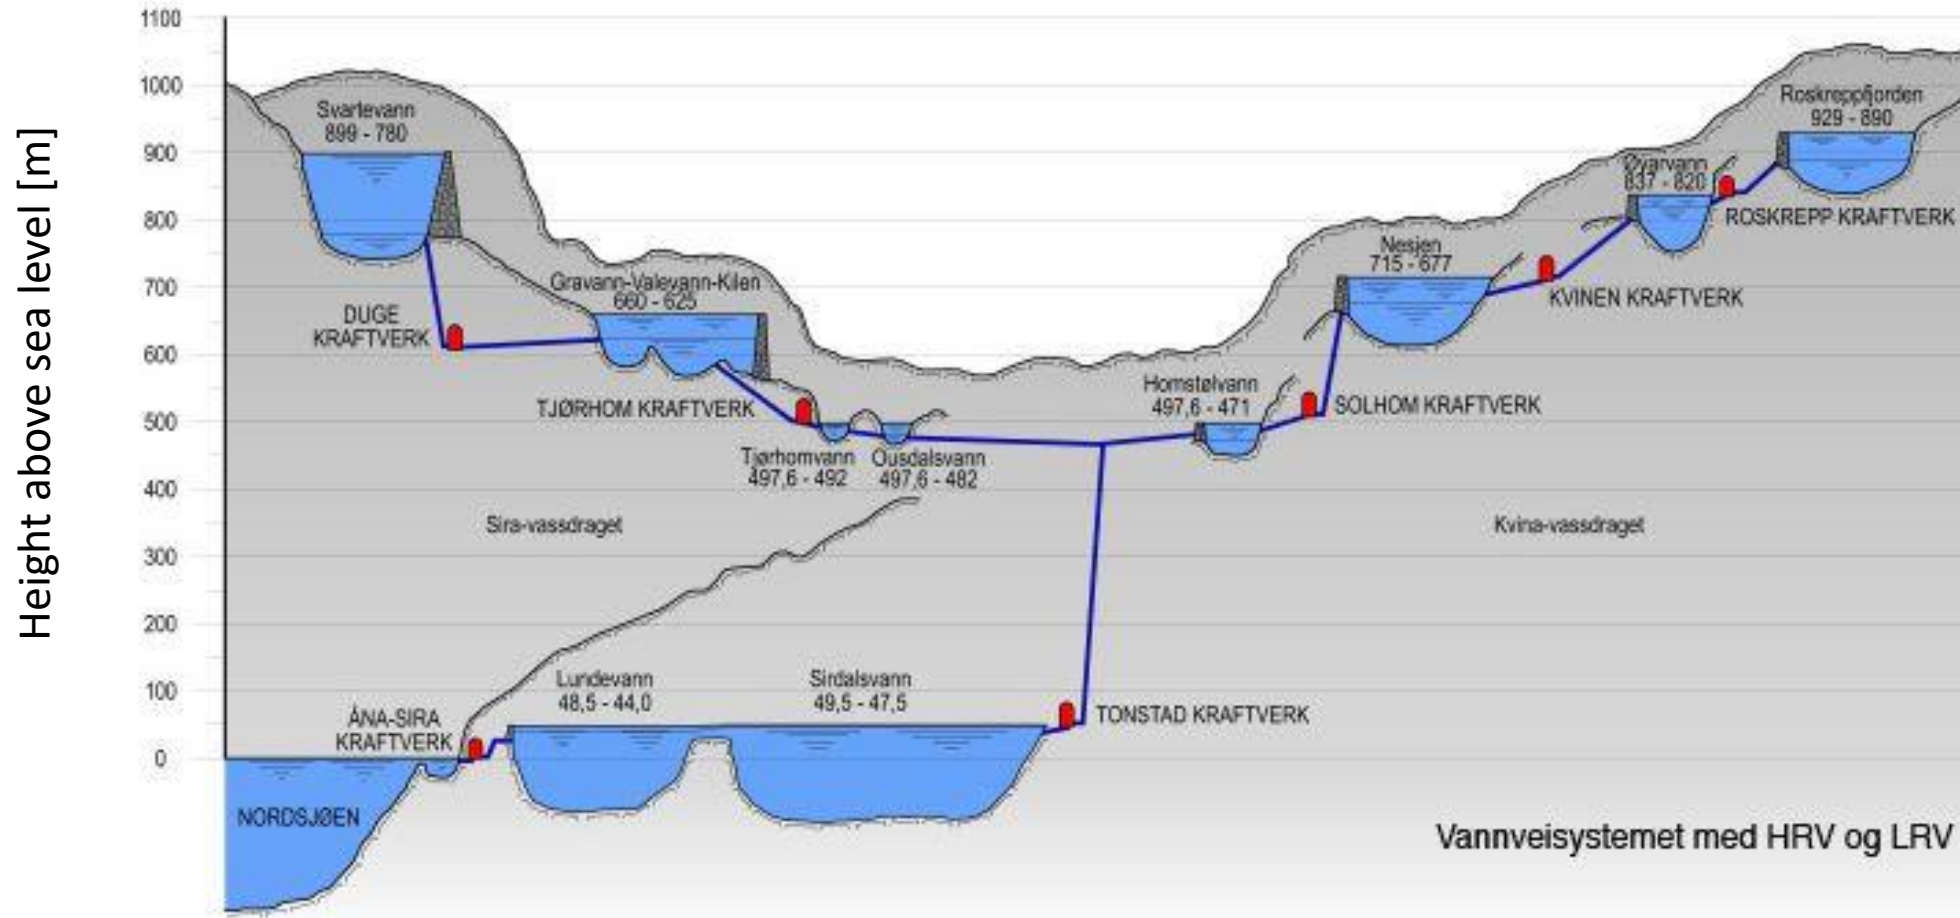 Height above sea level [m]
1100
1000
900
800
700
600
500
400
300
200
100
0
Svartevann
899 - 780
DUGE
KRAFTVERK
Gravann-Valevann-Kilen
660 - 625
TJØRHOM KRAFTVERK
Tjørhomvann
497,6 - 492
Ousdalsvann
497,6 - 482
Homstølvann
497,6 - 471
SOLHOM KRAFTVERK
Nesjen
715 - 677
KVINEN KRAFTVERK
Øyarvann
837 - 820
ROSKREPP KRAFTVERK
Roskreppfjorden
929 - 890
Sira-vassdraget
Kvina-vassdraget
Lundevann
48,5 - 44,0
Sirdalsvann
49,5 - 47,5
ÅNA-SIRA
KRAFTVERK
TONSTAD KRAFTVERK
NORDSJØEN
Vannveisystemet med HRV og LRV